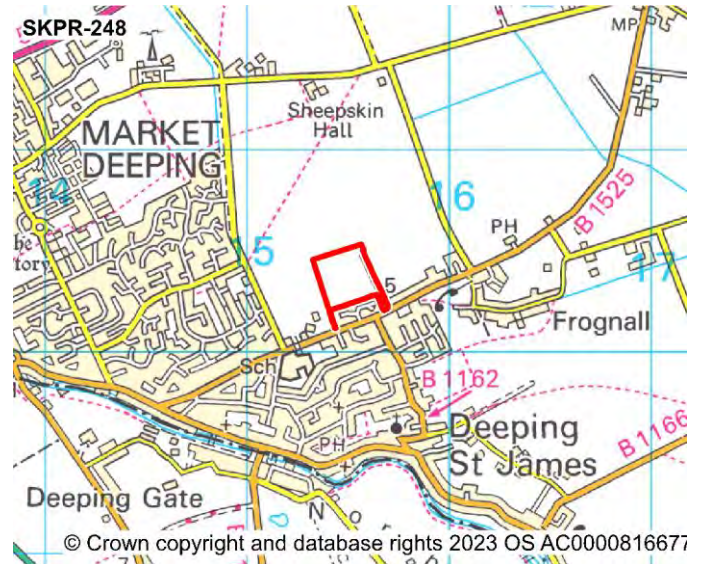 SKPR-248
MP
Sheepskin
Hall
MARKET
DEEPING
14
16
B 1525
PH
5
5
17
Frognall
Sch
B 1162
PH
Deeping
St James
B 1166
Deeping Gate
© Crown copyright and database rights 2023 OS AC0000816677